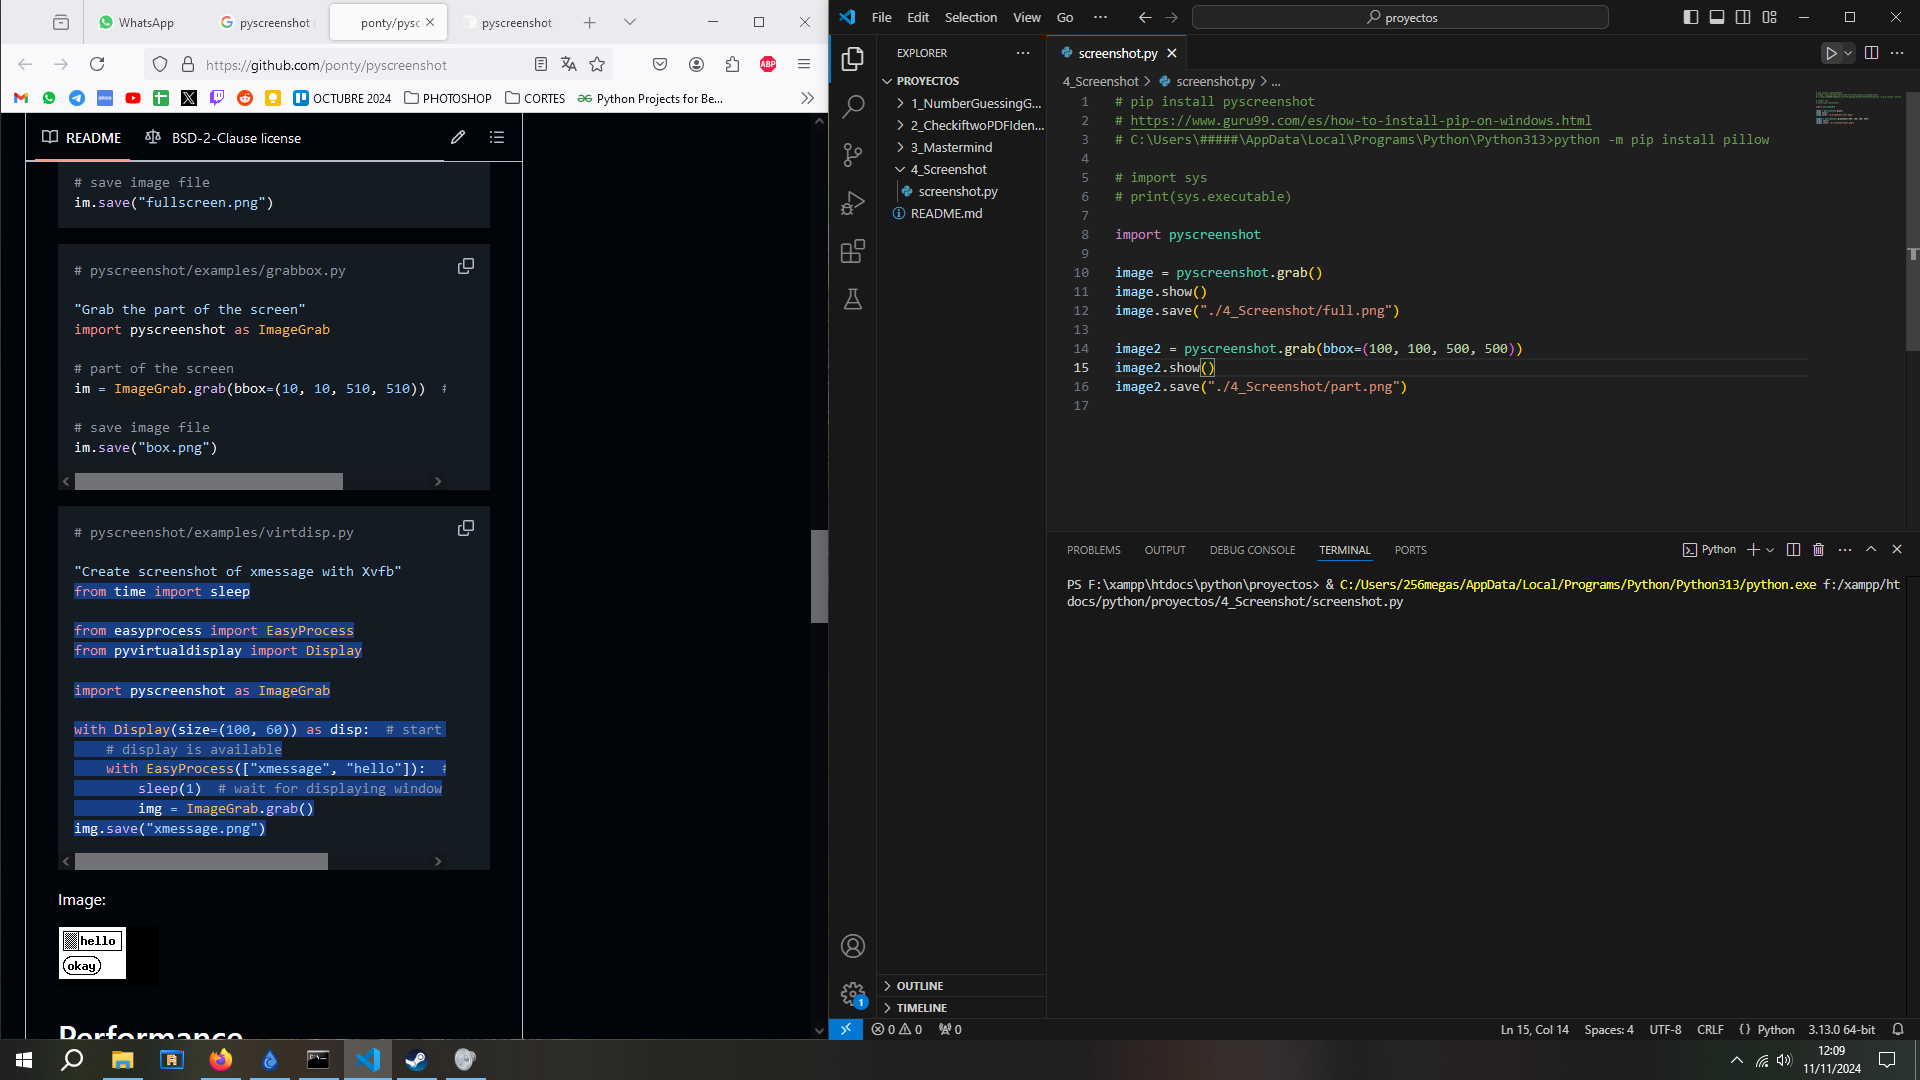 WhatsApp
pyscreenshot
ponty/pysc
pyscreenshot
https://github.com/ponty/pyscreenshot
OCTUBRE 2024
PHOTOSHOP
CORTES
Python Projects for Be...
README
BSD-2-Clause license
# save image file
im.save("fullscreen.png")
# pyscreenshot/examples/grabbox.py
"Grab the part of the screen"
import pyscreenshot as ImageGrab
# part of the screen
im = ImageGrab.grab(bbox=(10, 10, 510, 510))  #
# save image file
im.save("box.png")
# pyscreenshot/examples/virtdisp.py
"Create screenshot of xmessage with Xvfb"
from time import sleep
from easyprocess import EasyProcess
from pyvirtualdisplay import Display
import pyscreenshot as ImageGrab
with Display(size=(100, 60)) as disp:  # start
    # display is available
    with EasyProcess(["xmessage", "hello"]):  #
        sleep(1)  # wait for displaying window
        img = ImageGrab.grab()
img.save("xmessage.png")
Image:
hello
okay
Performance
File Edit Selection View Go ...
proyectos
EXPLORER
PROYECTOS
1_NumberGuessingG...
2_CheckiftwoPDFIden...
3_Mastermind
4_Screenshot
screenshot.py
README.md
OUTLINE
TIMELINE
screenshot.py
4_Screenshot > screenshot.py > ...
1 # pip install pyscreenshot
2 # https://www.guru99.com/es/how-to-install-pip-on-windows.html
3 # C:\Users\#####\AppData\Local\Programs\Python\Python313>python -m pip install pillow
4
5 # import sys
6 # print(sys.executable)
7
8 import pyscreenshot
9
10 image = pyscreenshot.grab()
11 image.show()
12 image.save("./4_Screenshot/full.png")
13
14 image2 = pyscreenshot.grab(bbox=(100, 100, 500, 500))
15 image2.show()
16 image2.save("./4_Screenshot/part.png")
17
PROBLEMS OUTPUT DEBUG CONSOLE TERMINAL PORTS
Python
PS F:\xampp\htdocs\python\proyectos> & C:/Users/256megas/AppData/Local/Programs/Python/Python313/python.exe f:/xampp/ht
docs/python/proyectos/4_Screenshot/screenshot.py
1
0 0 0
Ln 15, Col 14 Spaces: 4 UTF-8 CRLF {} Python 3.13.0 64-bit
12:09
11/11/2024